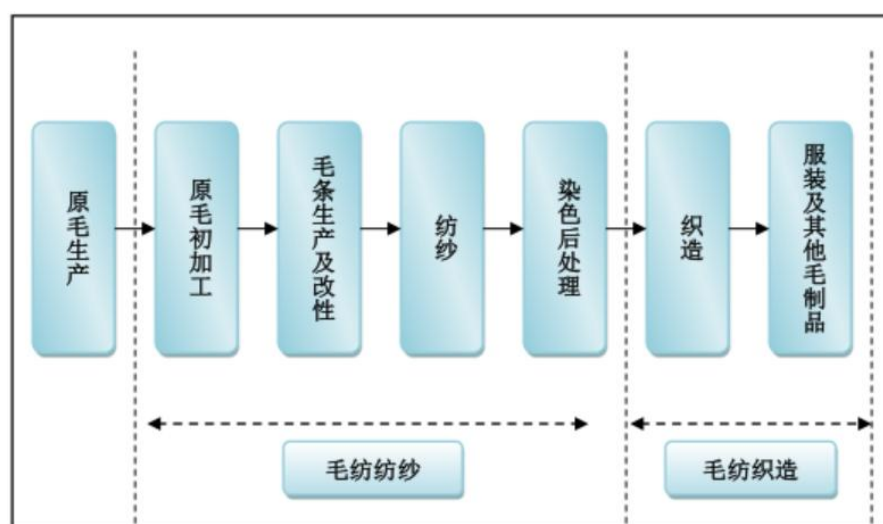 原毛生产
原毛初加工
毛条生产及改性
纺纱
染色后处理
织造
服装及其他毛制品
毛纺纺纱
毛纺织造